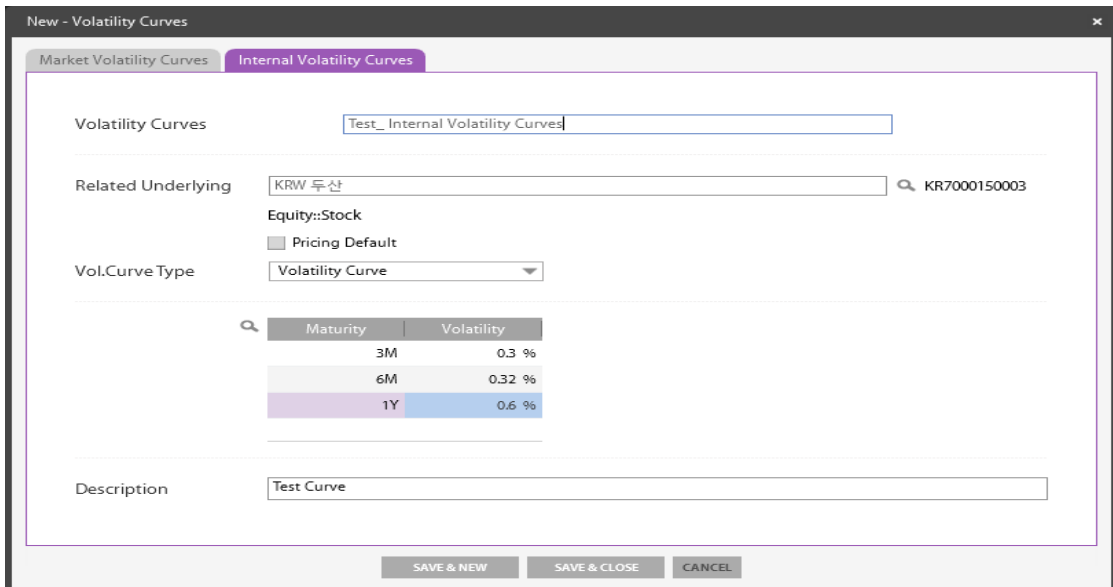 New - Volatility Curves ×
Market Volatility Curves Internal Volatility Curves
Volatility Curves Test_ Internal Volatility Curves
Related Underlying KRW 두산 KR7000150003
Equity::Stock
Pricing Default
Vol.Curve Type Volatility Curve
Maturity Volatility
3M 0.3 %
6M 0.32 %
1Y 0.6 %
Description Test Curve
SAVE & NEW SAVE & CLOSE CANCEL